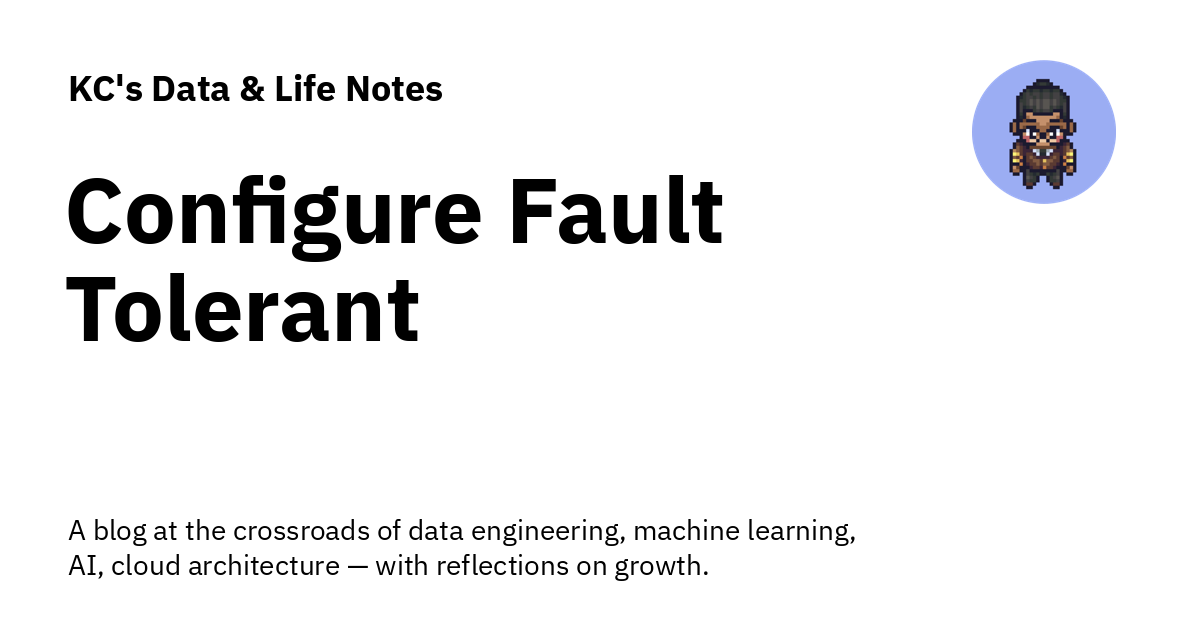 KC's Data & Life Notes
Configure Fault
Tolerant
A blog at the crossroads of data engineering, machine learning,
AI, cloud architecture — with reflections on growth.